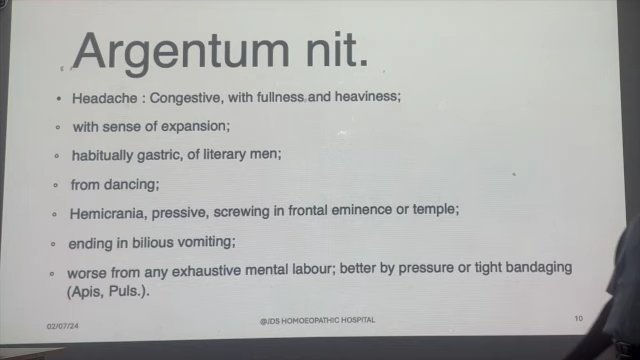 Argentum nit.
• Headache : Congestive, with fullness and heaviness;
◦ with sense of expansion;
◦ habitually gastric, of literary men;
◦ from dancing;
◦ Hemicrania, pressive, screwing in frontal eminence or temple;
◦ ending in bilious vomiting;
◦ worse from any exhaustive mental labour; better by pressure or tight bandaging
(Apis, Puls.).
02/07/24
@JDS HOMOEOPATHIC HOSPITAL
10